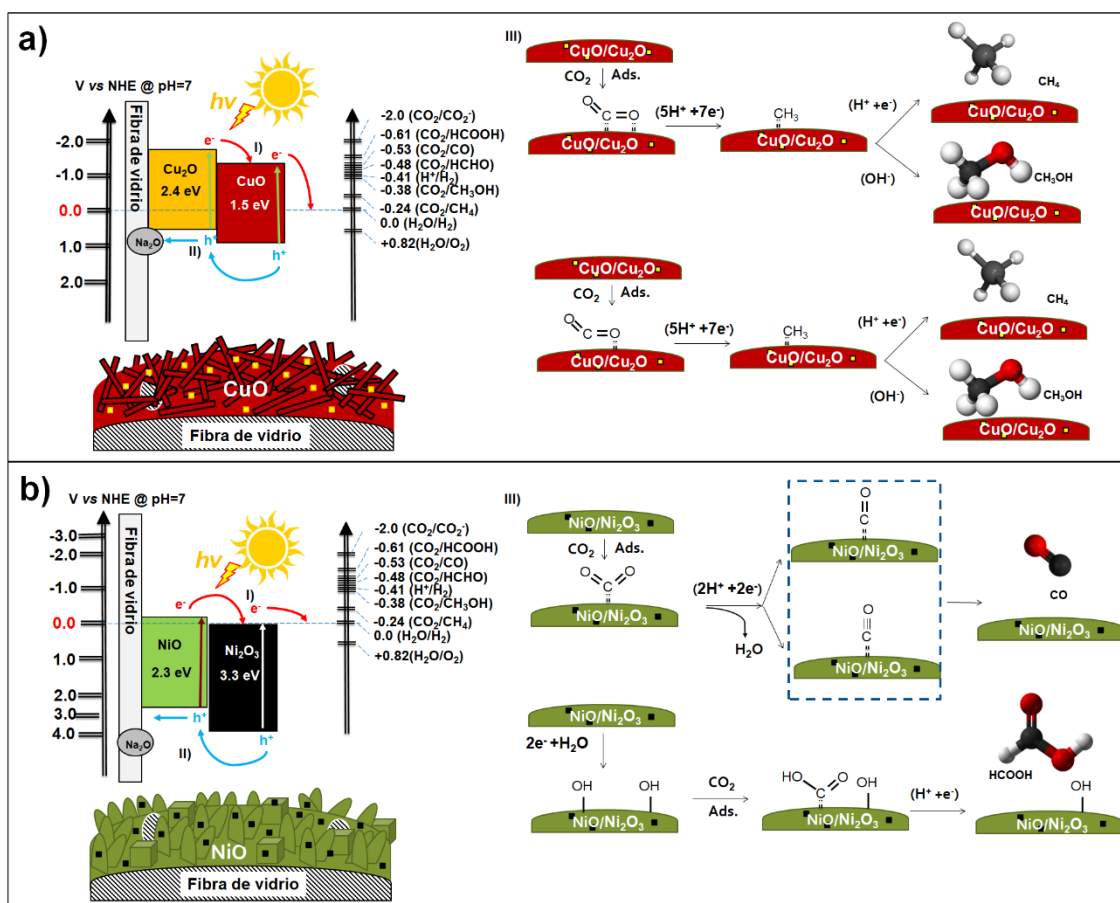 a)
V vs NHE @ pH=7
-2.0
-1.0
0.0
1.0
2.0
Fibra de vidrio
hv
e-
I)
e-
Cu2O
2.4 eV
CuO
1.5 eV
Na2O
h+
II)
h+
-2.0 (CO2/CO2-)
-0.61 (CO2/HCOOH)
-0.53 (CO2/CO)
-0.48 (CO2/HCHO)
-0.41 (H+/H2)
-0.38 (CO2/CH3OH)
-0.24 (CO2/CH4)
0.0 (H2O/H2)
+0.82(H2O/O2)
CuO
Fibra de vidrio
III)
CuO/Cu2O
CO2
Ads.
O
C
O
CuO/Cu2O
(5H+ +7e-)
CH3
CuO/Cu2O
(H+ +e-)
CH4
CuO/Cu2O
(OH-)
CH3OH
CuO/Cu2O
CuO/Cu2O
CO2
Ads.
O
C
O
CuO/Cu2O
(5H+ +7e-)
CH3
CuO/Cu2O
(H+ +e-)
CH4
CuO/Cu2O
(OH-)
CH3OH
CuO/Cu2O
b)
V vs NHE @ pH=7
-3.0
-2.0
-1.0
0.0
1.0
2.0
3.0
4.0
Fibra de vidrio
hv
e-
I)
e-
NiO
2.3 eV
Ni2O3
3.3 eV
h+
Na2O
II)
h+
-2.0 (CO2/CO2-)
-0.61 (CO2/HCOOH)
-0.53 (CO2/CO)
-0.48 (CO2/HCHO)
-0.41 (H+/H2)
-0.38 (CO2/CH3OH)
-0.24 (CO2/CH4)
0.0 (H2O/H2)
+0.82(H2O/O2)
NiO
Fibra de vidrio
III)
NiO/Ni2O3
CO2
Ads.
O
O
C
NiO/Ni2O3
(2H+ +2e-)
H2O
O
C
NiO/Ni2O3
O
C
NiO/Ni2O3
CO
NiO/Ni2O3
NiO/Ni2O3
2e- +H2O
OH
OH
NiO/Ni2O3
CO2
Ads.
HO
O
C
OH
NiO/Ni2O3
(H+ +e-)
HCOOH
OH
NiO/Ni2O3